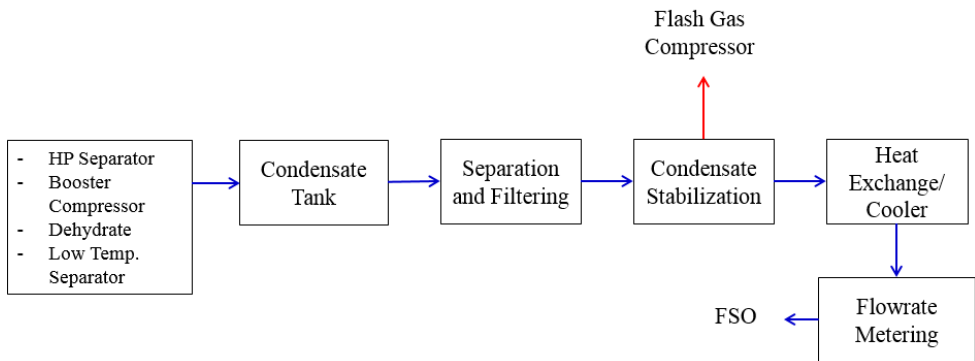 Flash Gas
Compressor
- HP Separator
- Booster
Compressor
- Dehydrate
- Low Temp.
Separator
Condensate
Tank
Separation
and Filtering
Condensate
Stabilization
Heat
Exchange/
Cooler
FSO
Flowrate
Metering